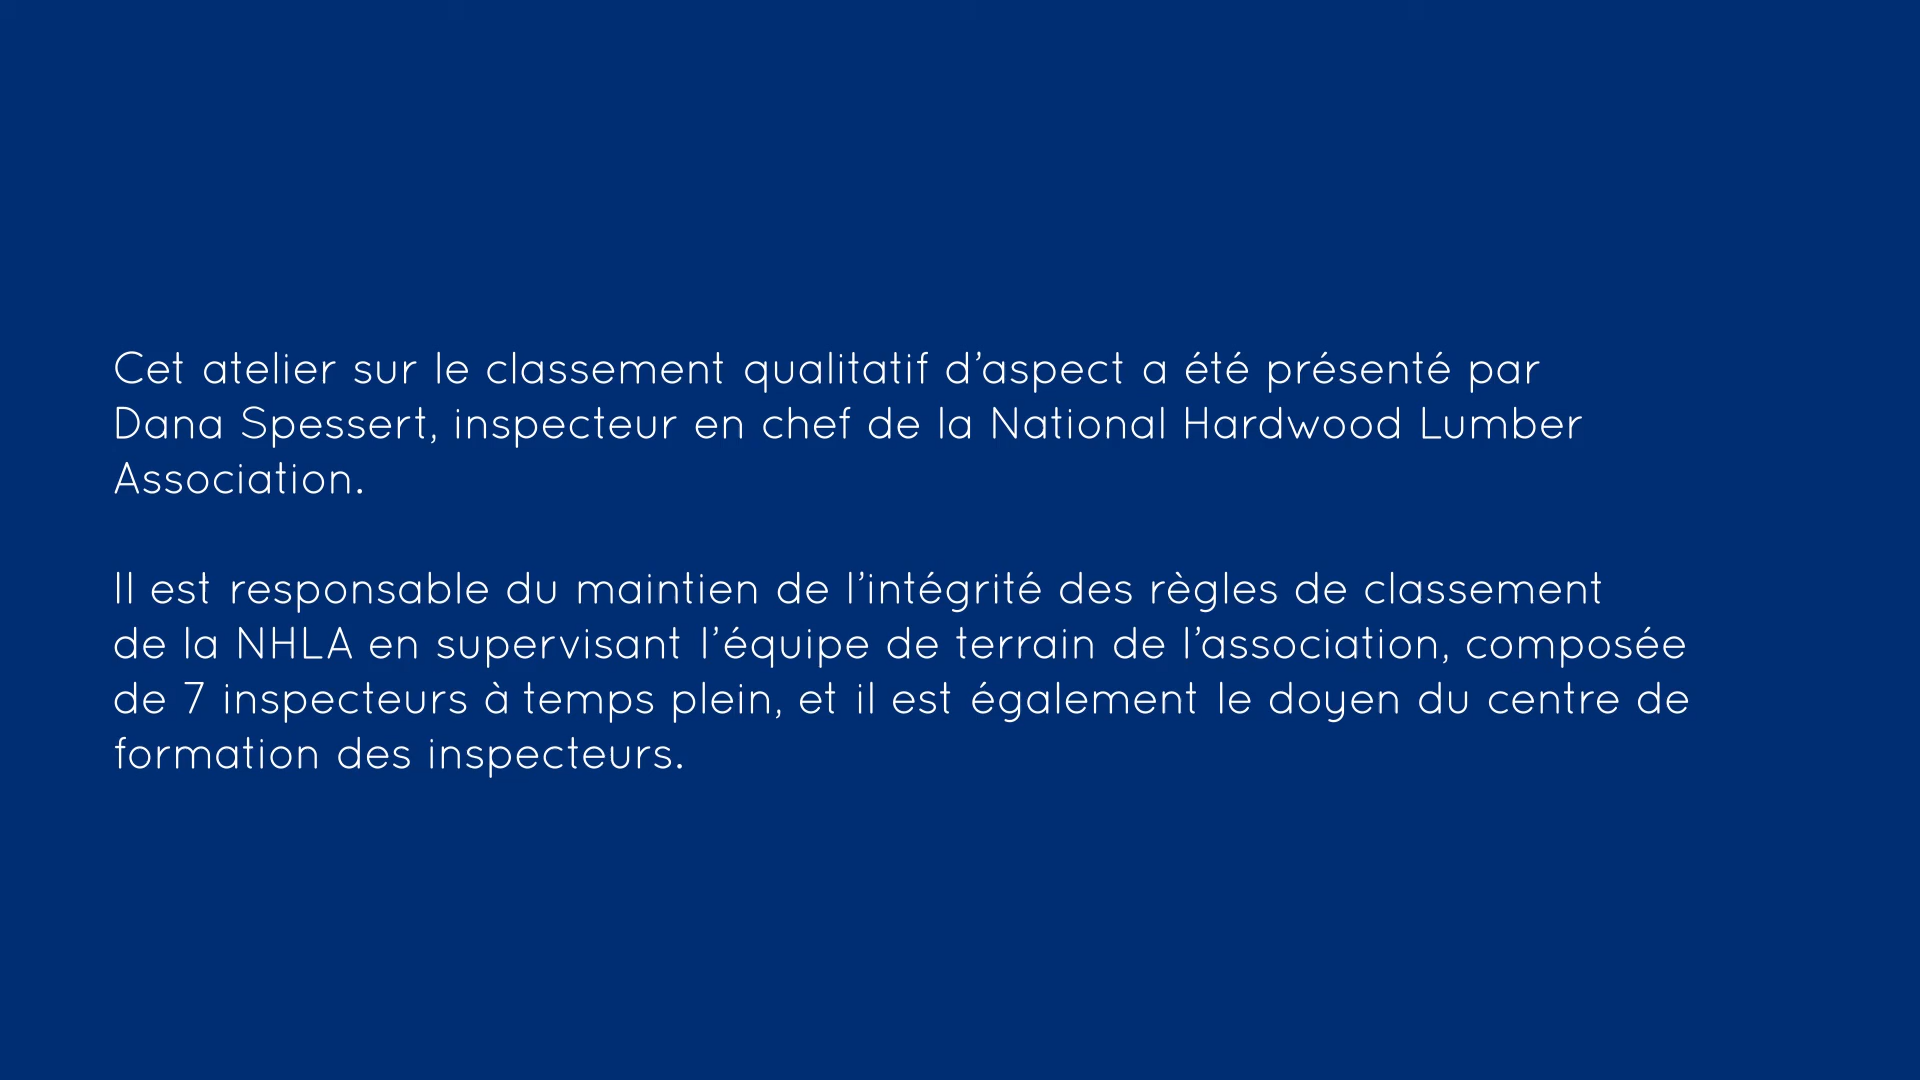 Cet atelier sur le classement qualitatif d’aspect a été présenté par
Dana Spessert, inspecteur en chef de la National Hardwood Lumber
Association.
Il est responsable du maintien de l’intégrité des règles de classement
de la NHLA en supervisant l’équipe de terrain de l’association, composée
de 7 inspecteurs à temps plein, et il est également le doyen du centre de
formation des inspecteurs.